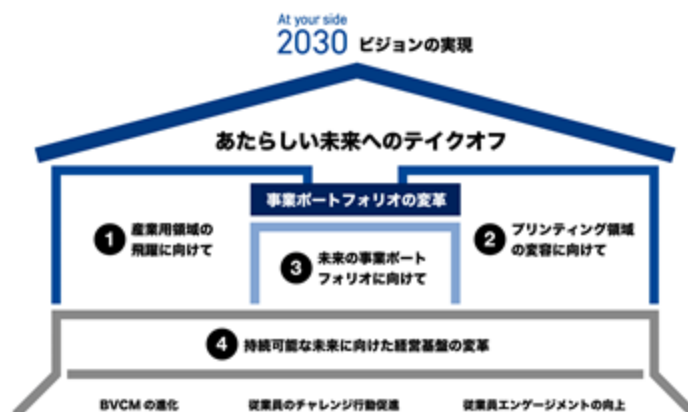 At your side
2030 ビジョンの実現
あたらしい未来へのテイクオフ
事業ポートフォリオの変革
1 産業用領域の
飛躍に向けて
2 プリンティング領域
の変容に向けて
3 未来の事業ポート
フォリオに向けて
4 持続可能な未来に向けた経営基盤の変革
BVCMの進化
従業員のチャレンジ行動促進
従業員エンゲージメントの向上